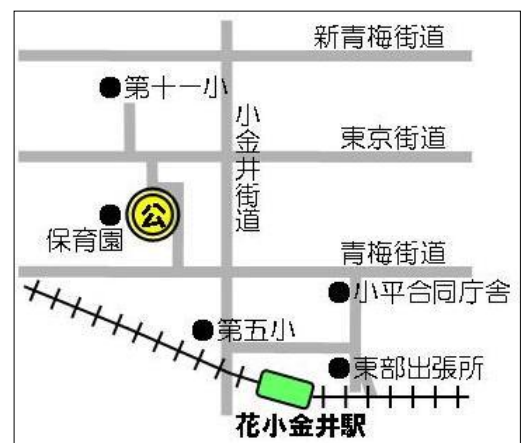 新青梅街道
第十一小
小金井街道
東京街道
公
保育園
青梅街道
小平合同庁舎
第五小
東部出張所
花小金井駅